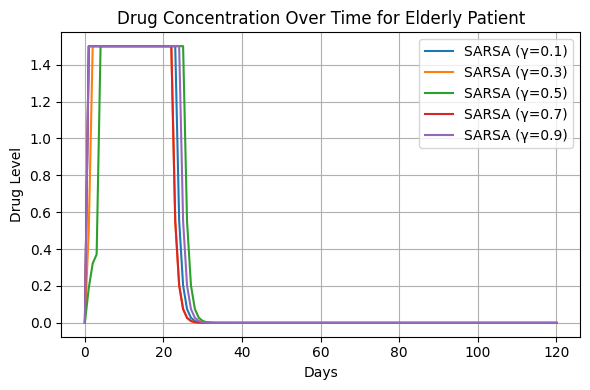 Drug Concentration Over Time for Elderly Patient
Drug Level
1.4
1.2
1.0
0.8
0.6
0.4
0.2
0.0
SARSA (γ=0.1)
SARSA (γ=0.3)
SARSA (γ=0.5)
SARSA (γ=0.7)
SARSA (γ=0.9)
0 20 40 60 80 100 120
Days